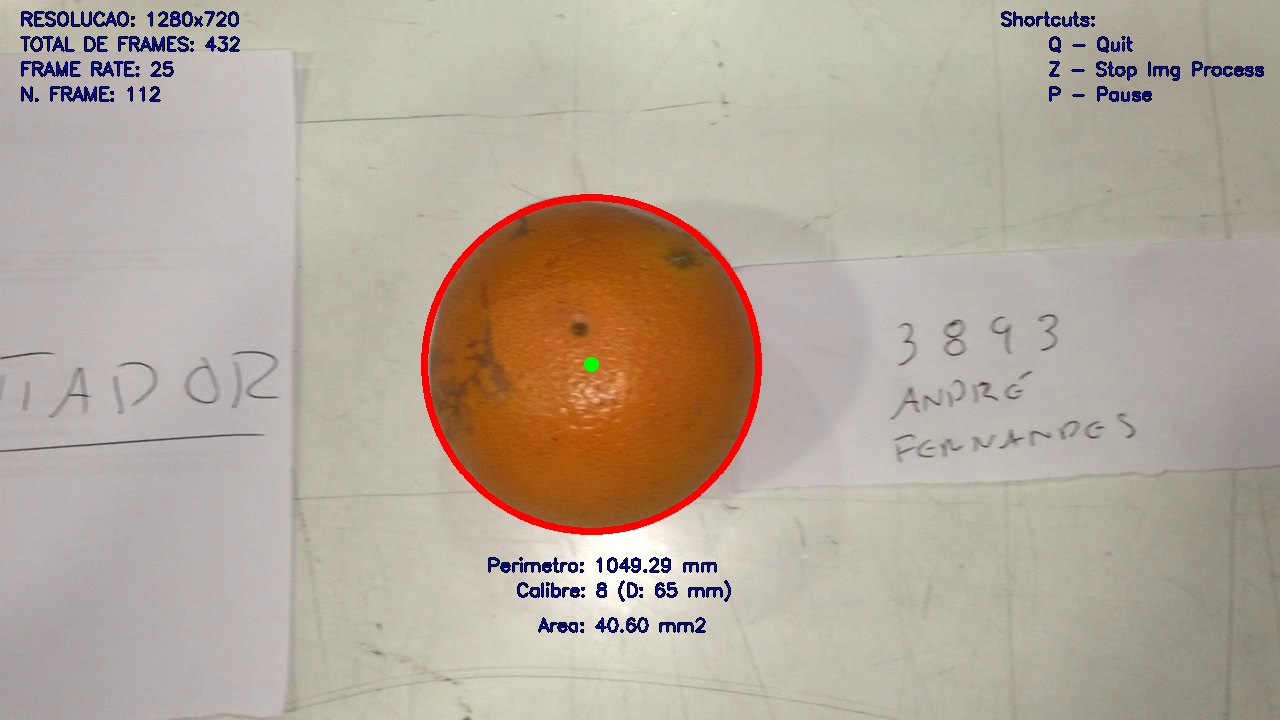 RESOLUCAO: 1280x720
TOTAL DE FRAMES: 432
FRAME RATE: 25
N. FRAME: 112
Shortcuts:
Q - Quit
Z - Stop Img Process
P - Pause
TADOR
3893
ANDRÉ
FERNANDES
Perimetro: 1049.29 mm
Calibre: 8 (D: 65 mm)
Area: 40.60 mm2